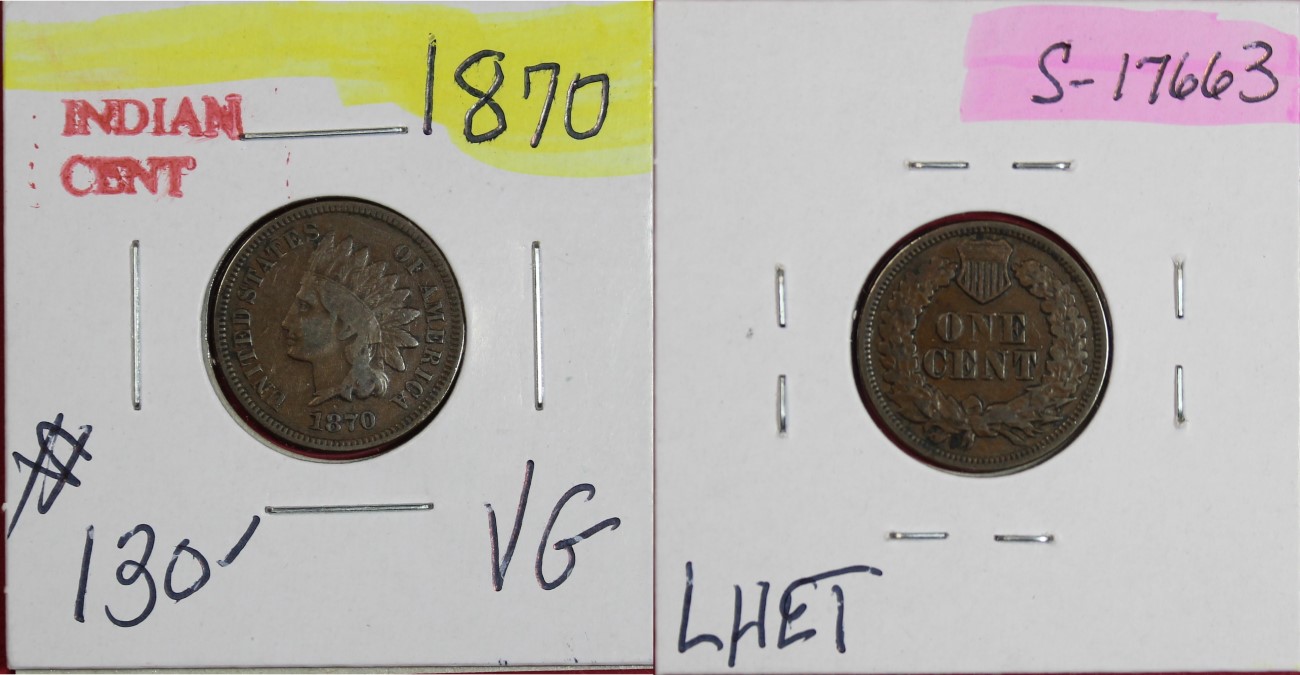 1870
INDIAN
CENT
UNITED STATES OF AMERICA
1870
$
130
VG
S-17663
ONE
CENT
LHET